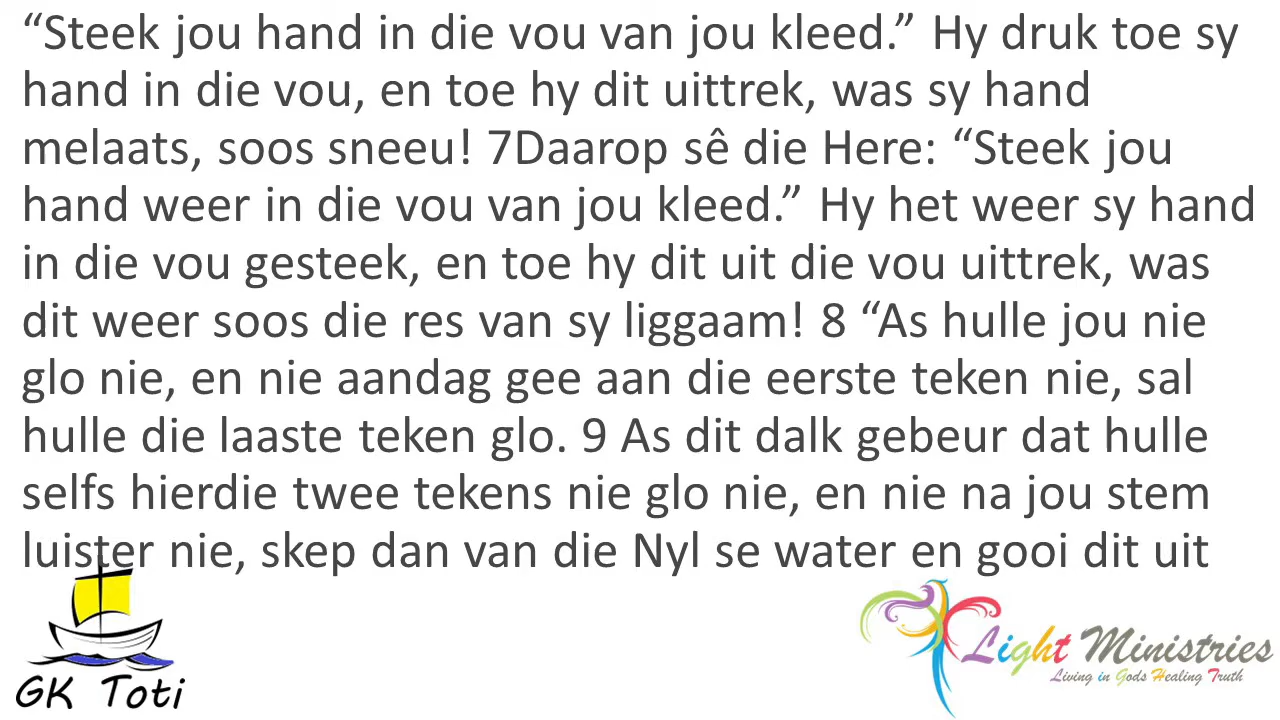 “Steek jou hand in die vou van jou kleed.” Hy druk toe sy
hand in die vou, en toe hy dit uittrek, was sy hand
melaats, soos sneeu! 7Daarop sê die Here: “Steek jou
hand weer in die vou van jou kleed.” Hy het weer sy hand
in die vou gesteek, en toe hy dit uit die vou uittrek, was
dit weer soos die res van sy liggaam! 8 “As hulle jou nie
glo nie, en nie aandag gee aan die eerste teken nie, sal
hulle die laaste teken glo. 9 As dit dalk gebeur dat hulle
selfs hierdie twee tekens nie glo nie, en nie na jou stem
luister nie, skep dan van die Nyl se water en gooi dit uit
GK Toti
Light Ministries
Living in Gods Healing Truth